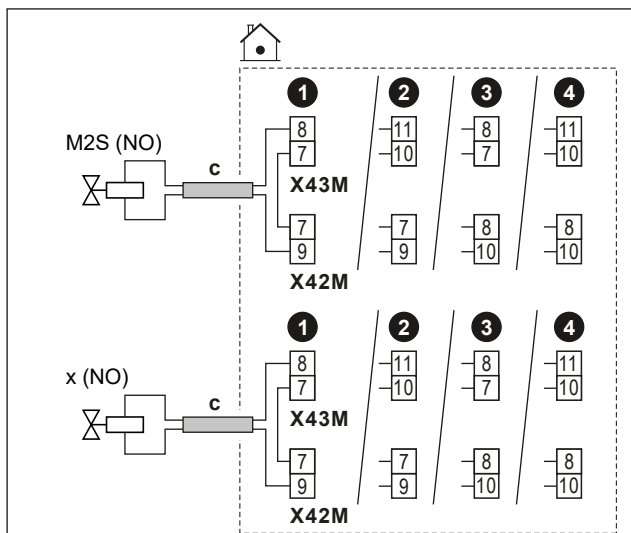 1 2 3 4
8 11 8 11
M2S (NO) 7 10 7 10
c X43M
7 7 8 8
9 9 10 10
X42M
1 2 3 4
8 11 8 11
x (NO) 7 10 7 10
c X43M
7 7 8 8
9 9 10 10
X42M